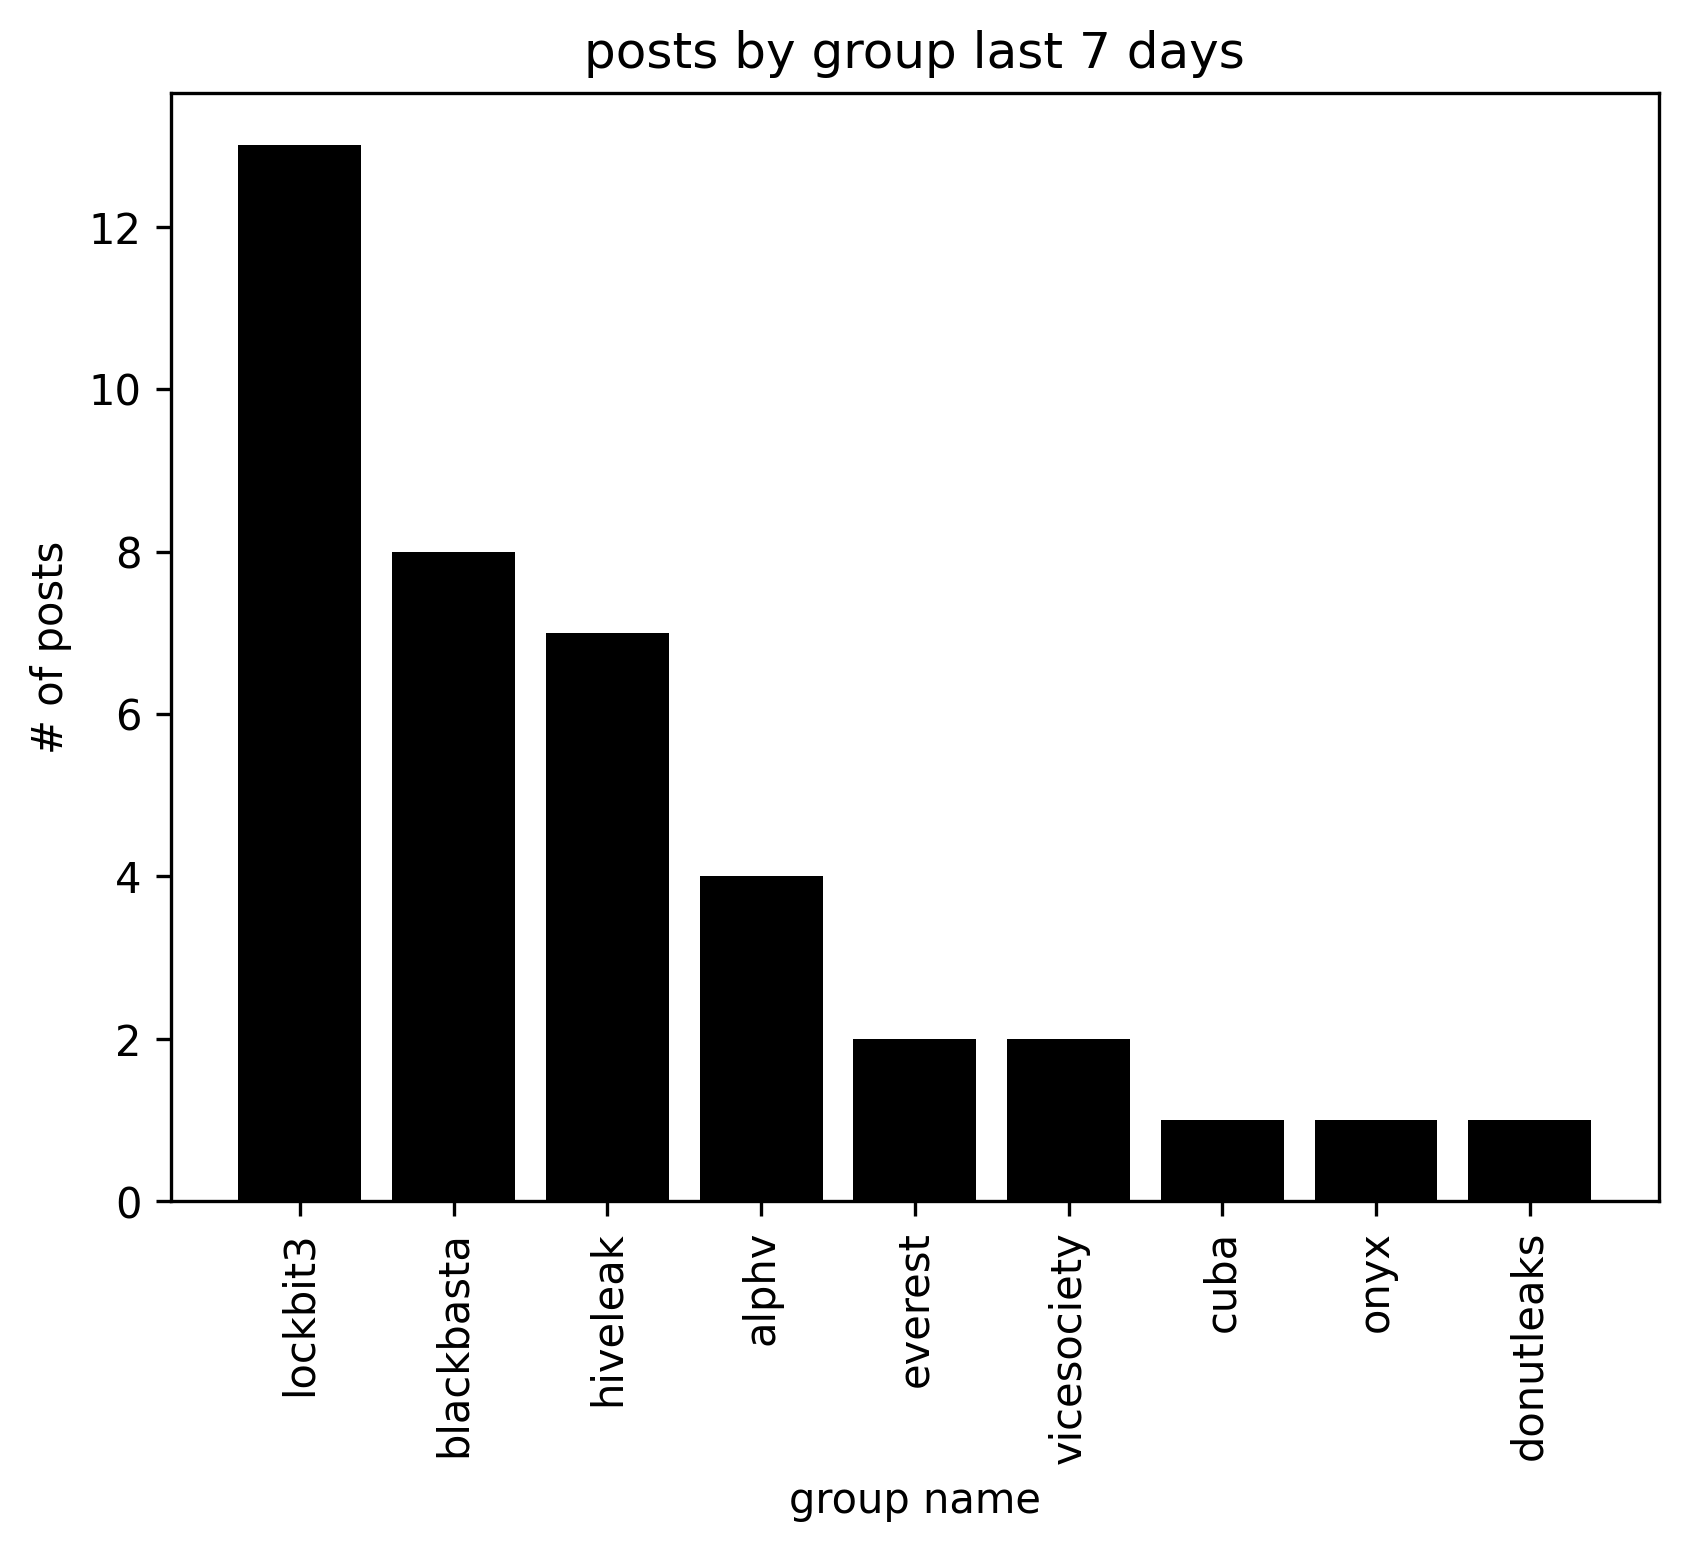 posts by group last 7 days
# of posts
12
10
8
6
4
2
0
lockbit3
blackbasta
hiveleak
alphv
everest
vicesociety
cuba
onyx
donutleaks
group name